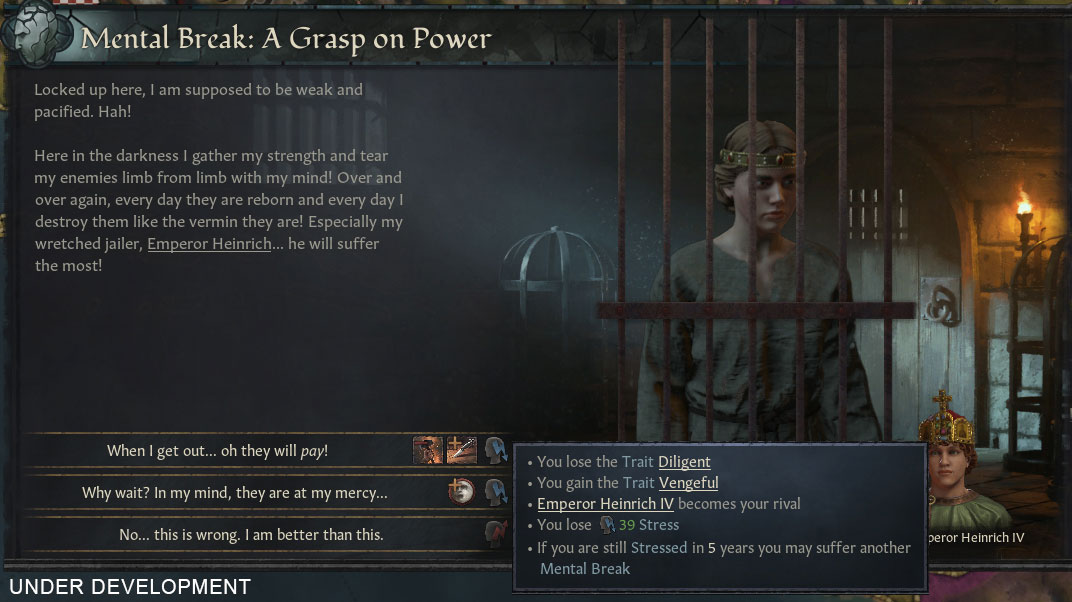 Mental Break: A Grasp on Power
Locked up here, I am supposed to be weak and
pacified. Hah!
Here in the darkness I gather my strength and tear
my enemies limb from limb with my mind! Over and
over again, every day they are reborn and every day I
destroy them like the vermin they are! Especially my
wretched jailer, Emperor Heinrich... he will suffer
the most!
When I get out... oh they will pay!
Why wait? In my mind, they are at my mercy...
No... this is wrong. I am better than this.
• You lose the Trait Diligent
• You gain the Trait Vengeful
• Emperor Heinrich IV becomes your rival
• You lose 39 Stress
• If you are still Stressed in 5 years you may suffer another
Mental Break
peror Heinrich IV
UNDER DEVELOPMENT